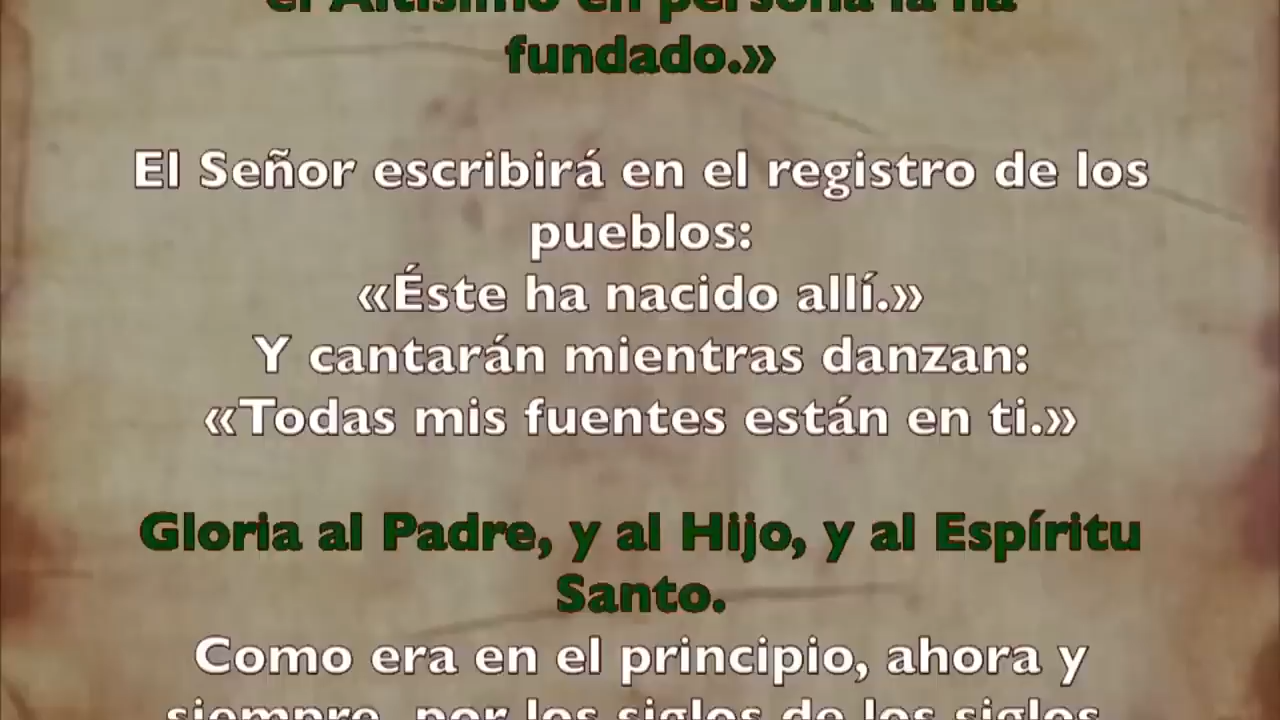 el Altísimo en persona la ha
fundado.»
El Señor escribirá en el registro de los
pueblos:
«Éste ha nacido allí.»
Y cantarán mientras danzan:
«Todas mis fuentes están en ti.»
Gloria al Padre, y al Hijo, y al Espíritu
Santo.
Como era en el principio, ahora y
siempre, por los siglos de los siglos.